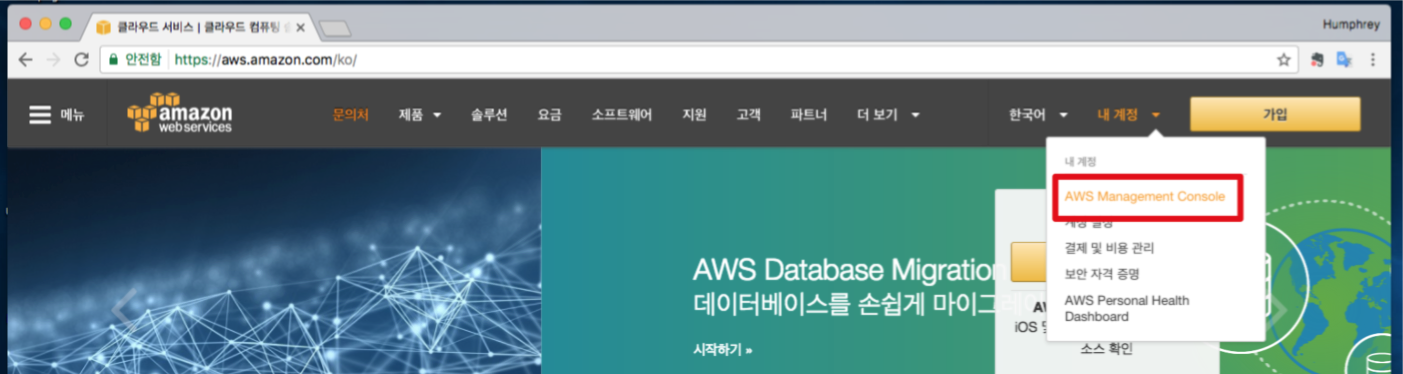 클라우드 서비스 | 클라우드 컴퓨팅
Humphrey
안전함 https://aws.amazon.com/ko/
메뉴
amazon
web services
문의처 제품 솔루션 요금 소프트웨어 지원 고객 파트너 더 보기 한국어 내 계정 가입
내 계정
AWS Management Console
계정 설정
결제 및 비용 관리
보안 자격 증명
AWS Personal Health
Dashboard
AWS Database Migration
데이터베이스를 손쉽게 마이그레이
iOS 및
시작하기 »
소스 확인